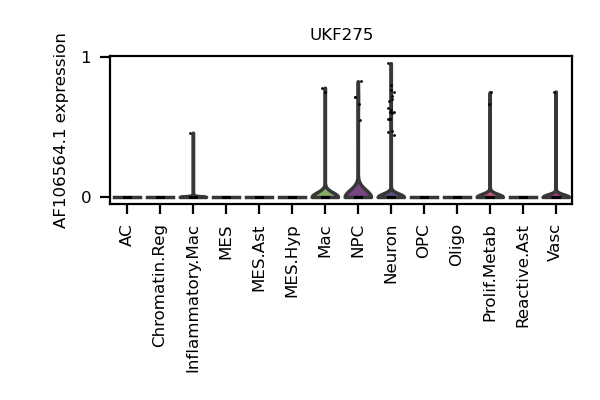 UKF275
AF106564.1 expression
1
0
AC
Chromatin.Reg
Inflammatory.Mac
MES
MES.Ast
MES.Hyp
Mac
NPC
Neuron
OPC
Oligo
Prolif.Metab
Reactive.Ast
Vasc